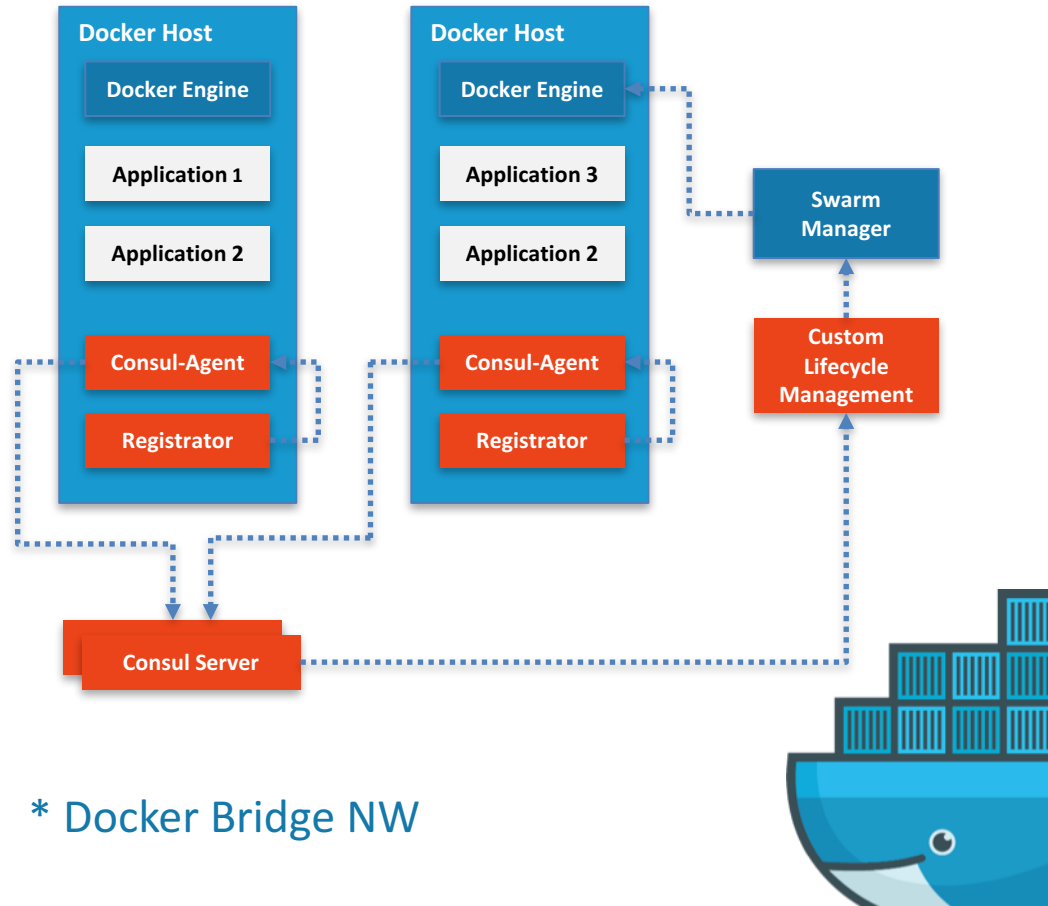 Docker Host
Docker Engine
Application 1
Application 2
Consul-Agent
Registrator
Docker Host
Docker Engine
Application 3
Application 2
Consul-Agent
Registrator
Swarm
Manager
Custom
Lifecycle
Management
Consul Server
* Docker Bridge NW